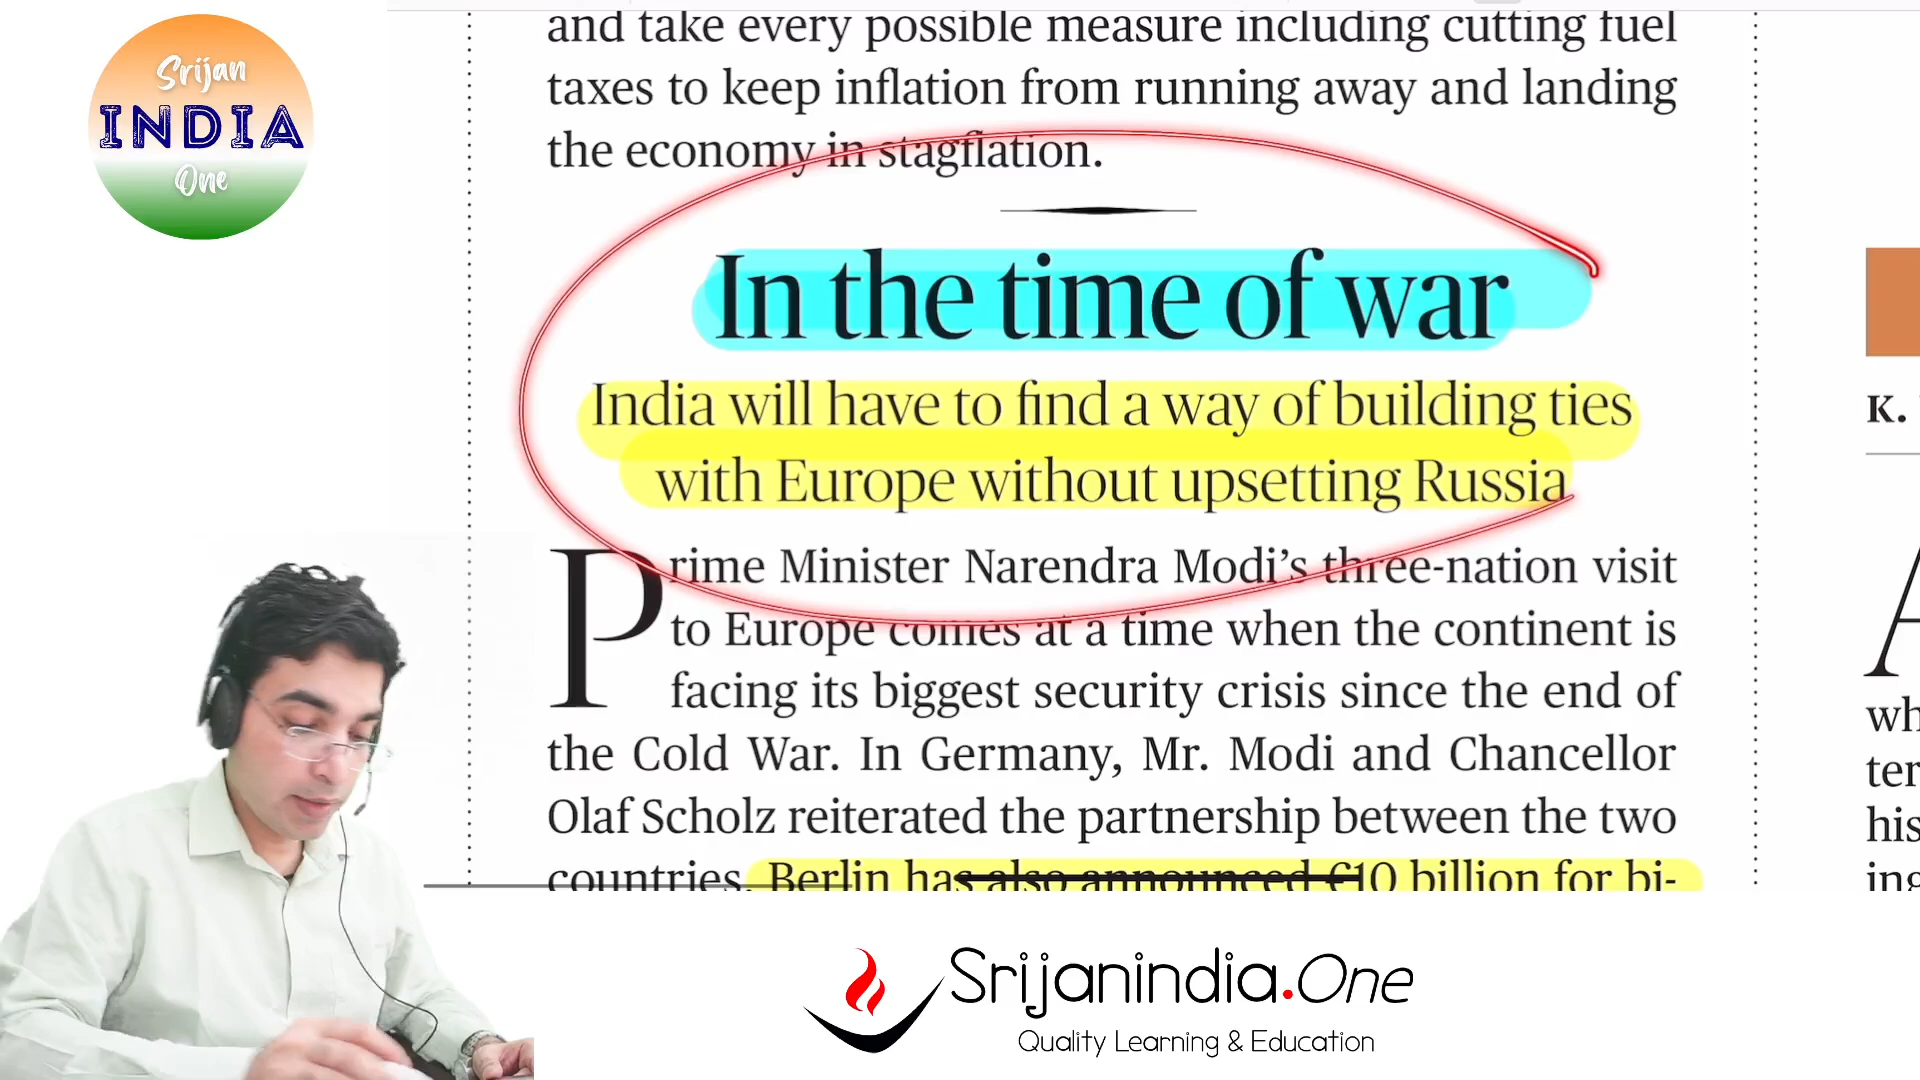 Srijan
INDIA
One
and take every possible measure including cutting fuel
taxes to keep inflation from running away and landing
the economy in stagflation.
In the time of war
India will have to find a way of building ties
with Europe without upsetting Russia
Prime Minister Narendra Modi's three-nation visit
to Europe comes at a time when the continent is
facing its biggest security crisis since the end of
the Cold War. In Germany, Mr. Modi and Chancellor
Olaf Scholz reiterated the partnership between the two
countries. Berlin has also announced €10 billion for bi-
K.
A
wh
ter
his
ing
Srijanindia.One
Quality Learning & Education